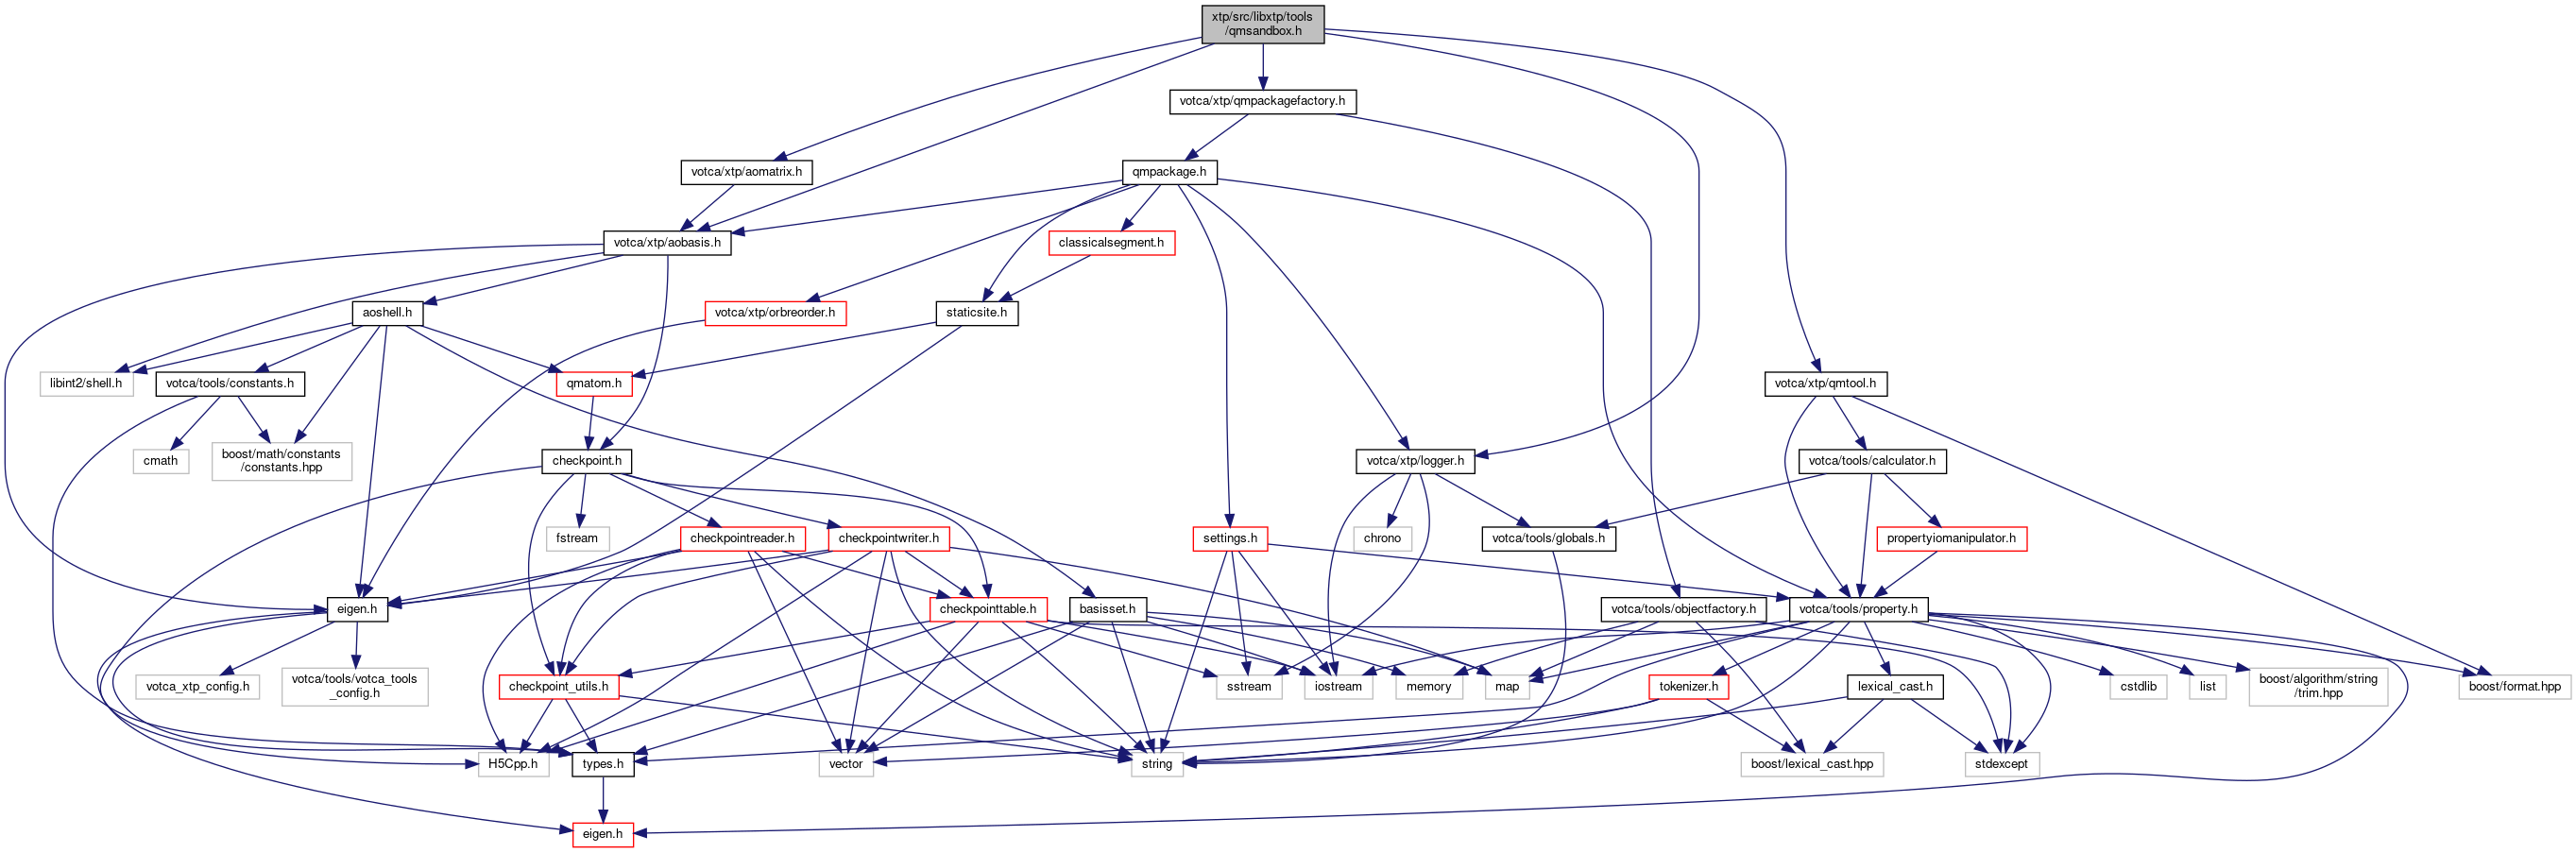 xtp/src/libxtp/tools
/qmsandbox.h
votca/xtp/qmpackagefactory.h
votca/xtp/aomatrix.h
qmpackage.h
votca/xtp/aobasis.h
classicalsegment.h
aoshell.h
votca/xtp/orbreorder.h
staticsite.h
libint2/shell.h
votca/tools/constants.h
qmatom.h
votca/xtp/qmtool.h
cmath
boost/math/constants
/constants.hpp
checkpoint.h
votca/xtp/logger.h
votca/tools/calculator.h
fstream
checkpointreader.h
checkpointwriter.h
settings.h
chrono
votca/tools/globals.h
propertyiomanipulator.h
eigen.h
checkpointtable.h
basisset.h
votca/tools/objectfactory.h
votca/tools/property.h
votca_xtp_config.h
votca/tools/votca_tools
_config.h
checkpoint_utils.h
sstream
iostream
memory
map
tokenizer.h
lexical_cast.h
cstdlib
list
boost/algorithm/string
/trim.hpp
boost/format.hpp
H5Cpp.h
types.h
vector
string
boost/lexical_cast.hpp
stdexcept
eigen.h